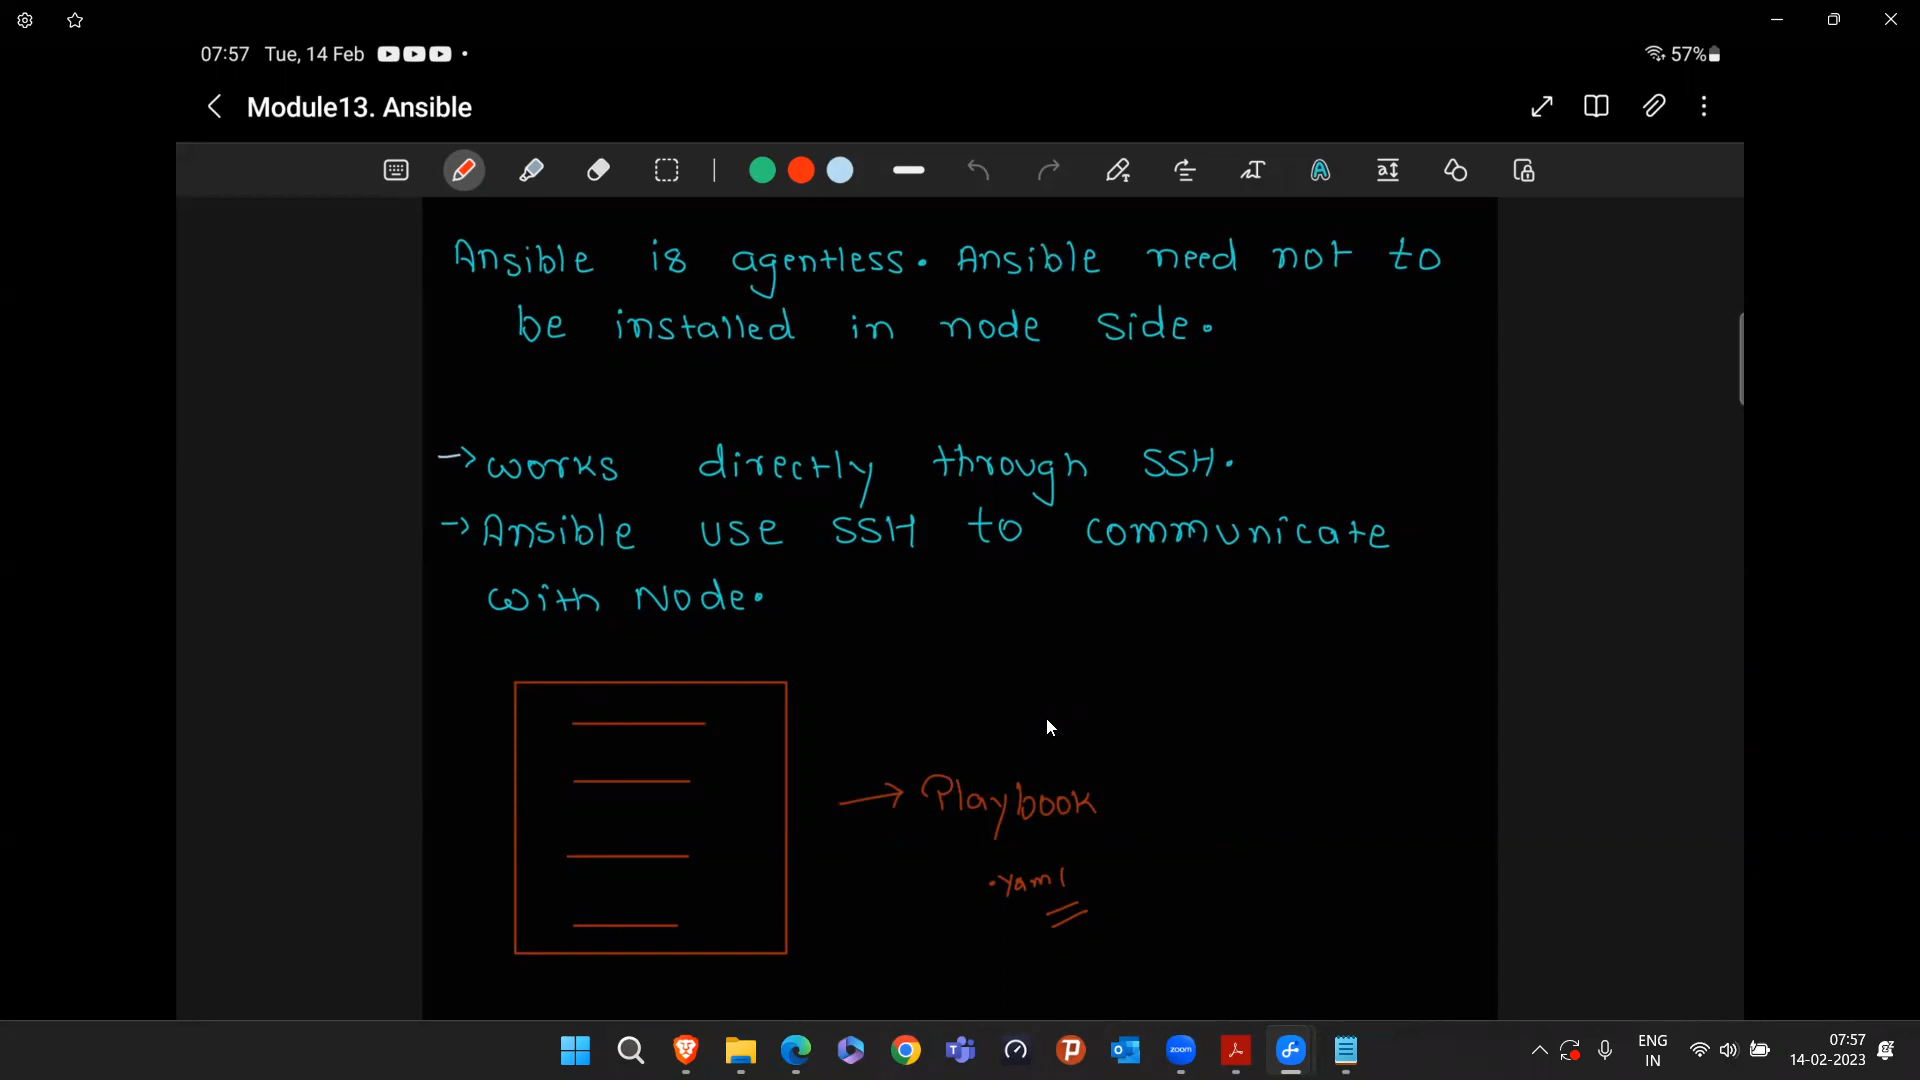 07:57 Tue, 14 Feb
57%
Module13. Ansible
Ansible is agentless. Ansible need not to
be installed in node side.
→ works directly through SSH.
→ Ansible use SSH to communicate
with Node.
→ Playbook
.yaml
zoom
ENG
IN
07:57
14-02-2023